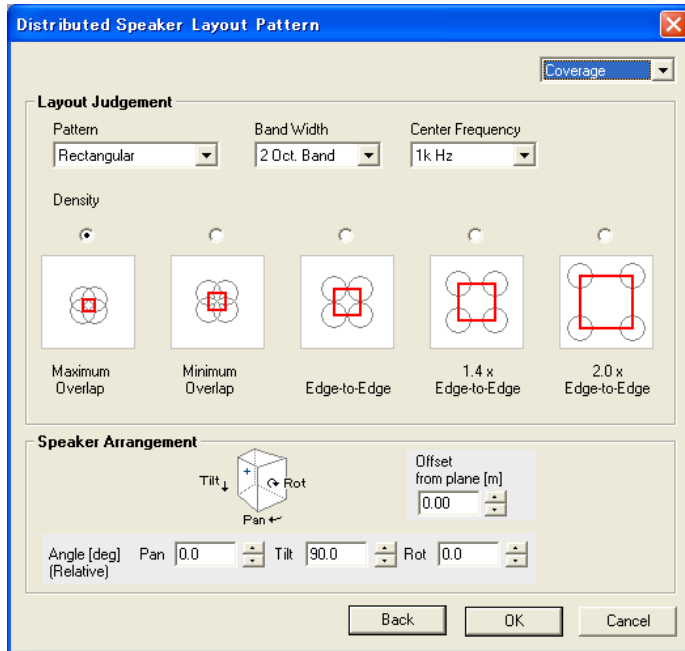 Distributed Speaker Layout Pattern
Coverage
Layout Judgement
Pattern
Band Width
Center Frequency
Rectangular
2 Oct. Band
1k Hz
Density
Maximum
Overlap
Minimum
Overlap
Edge-to-Edge
1.4 x
Edge-to-Edge
2.0 x
Edge-to-Edge
Speaker Arrangement
Tilt
Rot
Pan
Offset
from plane [m]
0.00
Angle [deg]
(Relative)
Pan 0.0
Tilt 90.0
Rot 0.0
Back
OK
Cancel